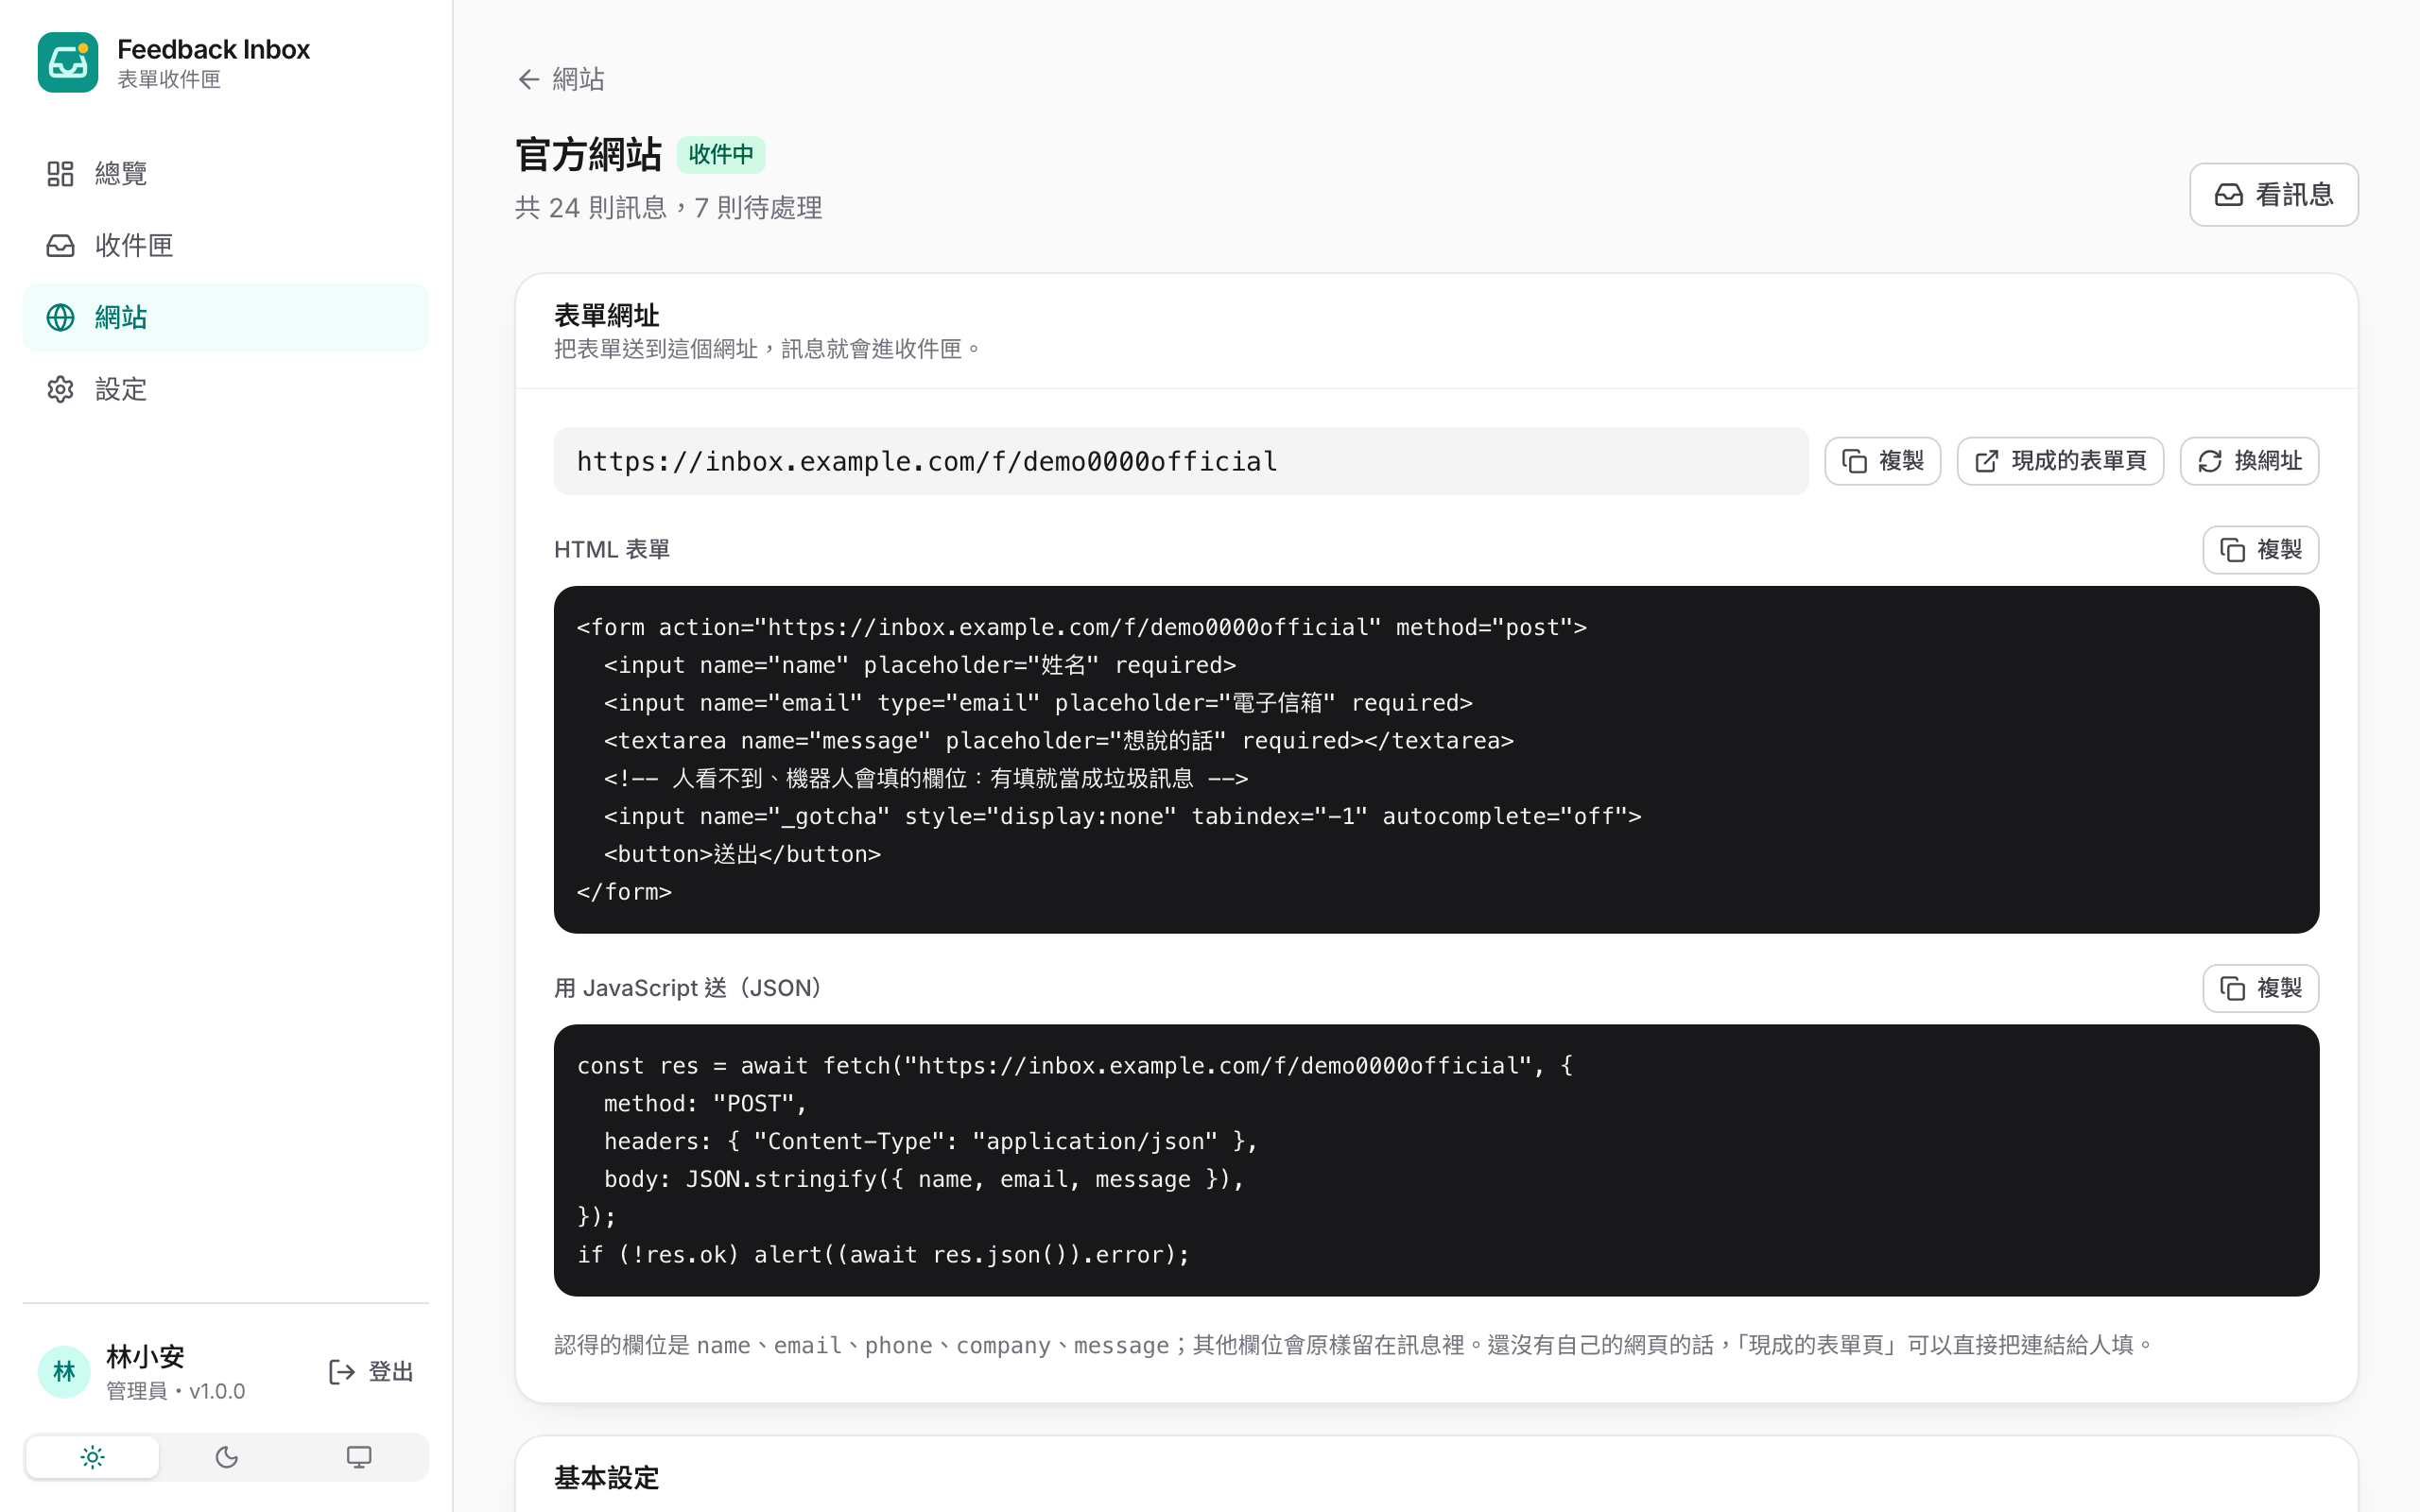 Feedback Inbox
表單收件匣
總覽
收件匣
網站
設定
林
林小安
管理員・v1.0.0
登出
網站
官方網站 收件中
共 24 則訊息，7 則待處理
看訊息
表單網址
把表單送到這個網址，訊息就會進收件匣。
https://inbox.example.com/f/demo0000official
複製
現成的表單頁
換網址
HTML 表單
複製
<form action="https://inbox.example.com/f/demo0000official" method="post">
  <input name="name" placeholder="姓名" required>
  <input name="email" type="email" placeholder="電子信箱" required>
  <textarea name="message" placeholder="想說的話" required></textarea>
  <!-- 人看不到、機器人會填的欄位：有填就當成垃圾訊息 -->
  <input name="_gotcha" style="display:none" tabindex="-1" autocomplete="off">
  <button>送出</button>
</form>
用 JavaScript 送（JSON）
複製
const res = await fetch("https://inbox.example.com/f/demo0000official", {
  method: "POST",
  headers: { "Content-Type": "application/json" },
  body: JSON.stringify({ name, email, message }),
});
if (!res.ok) alert((await res.json()).error);
認得的欄位是 name、email、phone、company、message；其他欄位會原樣留在訊息裡。還沒有自己的網頁的話，「現成的表單頁」可以直接把連結給人填。
基本設定